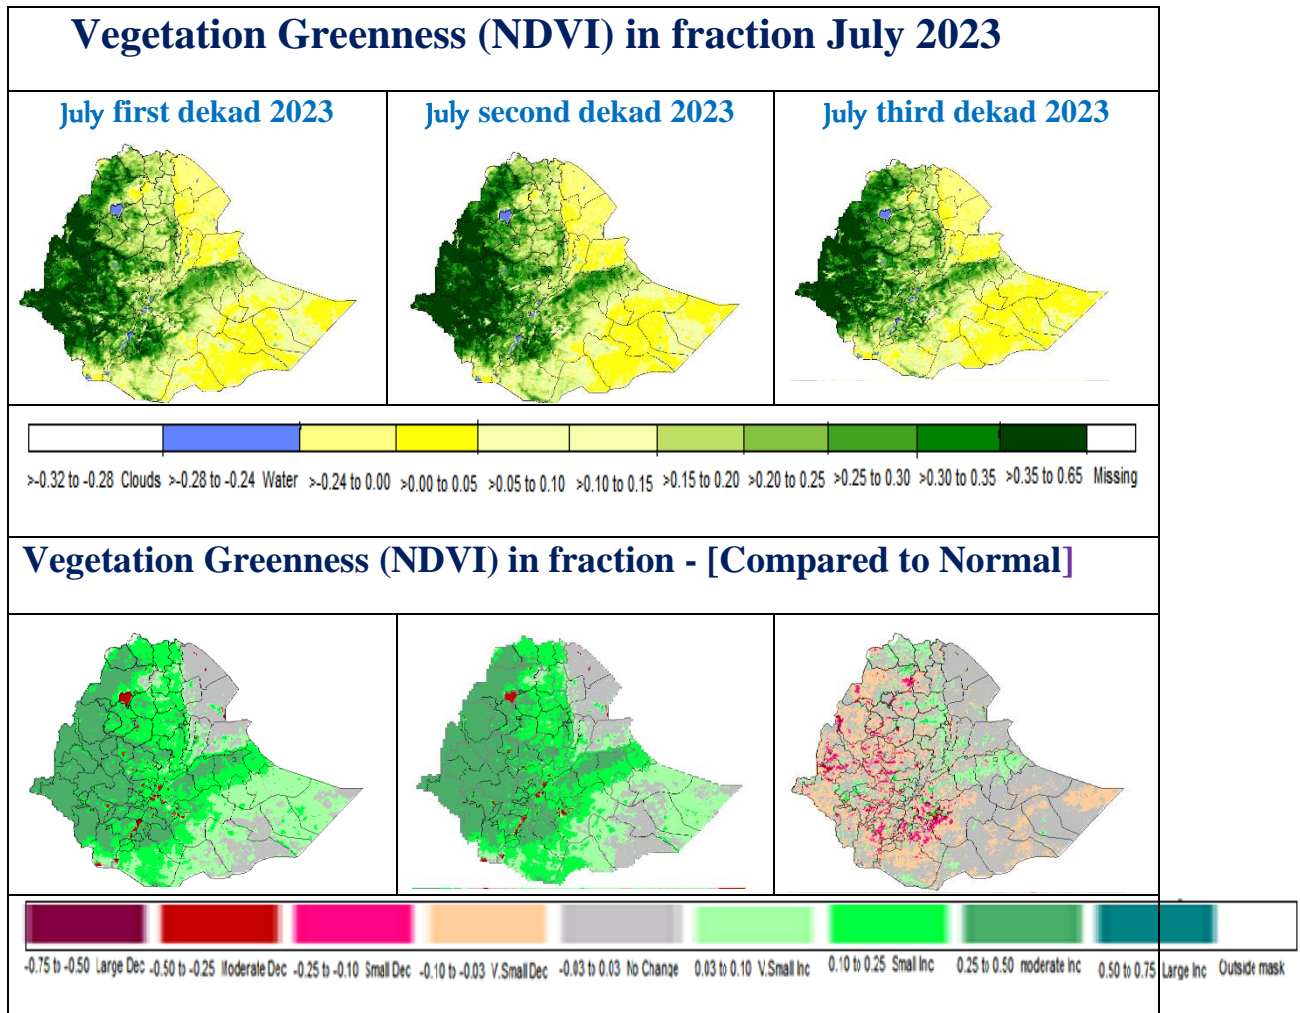 Vegetation Greenness (NDVI) in fraction July 2023
July first dekad 2023
July second dekad 2023
July third dekad 2023
>-0.32 to -0.28 Clouds >-0.28 to -0.24 Water >-0.24 to 0.00 >0.00 to 0.05 >0.05 to 0.10 >0.10 to 0.15 >0.15 to 0.20 >0.20 to 0.25 >0.25 to 0.30 >0.30 to 0.35 >0.35 to 0.65 Missing
Vegetation Greenness (NDVI) in fraction - [Compared to Normal]
-0.75 to -0.50 Large Dec -0.50 to -0.25 Moderate Dec -0.25 to -0.10 Small Dec -0.10 to -0.03 V.Small Dec -0.03 to 0.03 No Change 0.03 to 0.10 V.Small Inc 0.10 to 0.25 Small Inc 0.25 to 0.50 moderate Inc 0.50 to 0.75 Large Inc Outside mask